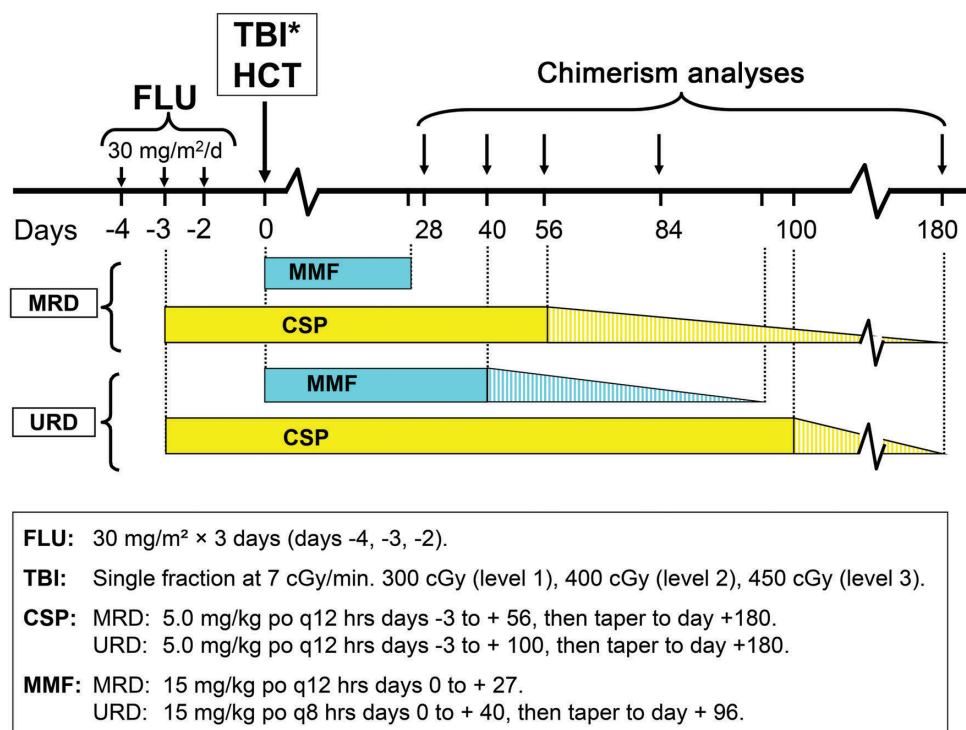 TBI*
HCT
Chimerism analyses
FLU
30 mg/m²/d
Days -4 -3 -2 0 28 40 56 84 100 180
MMF
MRD
CSP
MMF
URD
CSP
FLU: 30 mg/m² × 3 days (days -4, -3, -2).
TBI: Single fraction at 7 cGy/min. 300 cGy (level 1), 400 cGy (level 2), 450 cGy (level 3).
CSP: MRD: 5.0 mg/kg po q12 hrs days -3 to + 56, then taper to day +180.
URD: 5.0 mg/kg po q12 hrs days -3 to + 100, then taper to day +180.
MMF: MRD: 15 mg/kg po q12 hrs days 0 to + 27.
URD: 15 mg/kg po q8 hrs days 0 to + 40, then taper to day + 96.